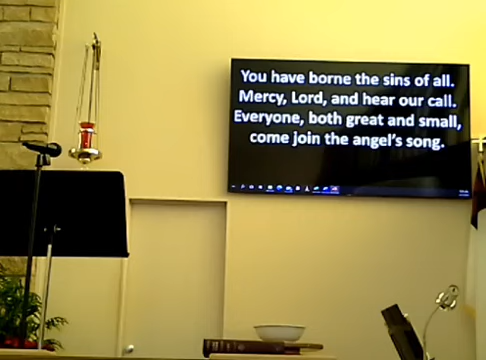 You have borne the sins of all.
Mercy, Lord, and hear our call.
Everyone, both great and small,
come join the angel's song.